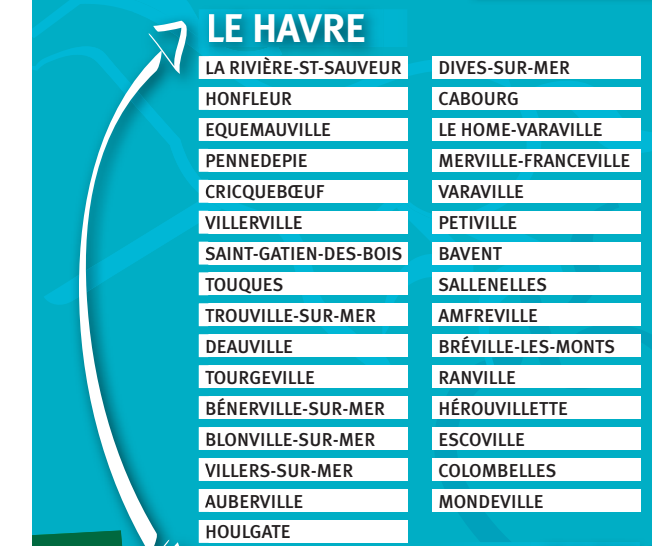 LE HAVRE
LA RIVIÈRE-ST-SAUVEUR
HONFLEUR
EQUEMAUVILLE
PENNEDEPIE
CRICQUEBŒUF
VILLERVILLE
SAINT-GATIEN-DES-BOIS
TOUQUES
TROUVILLE-SUR-MER
DEAUVILLE
TOURGEVILLE
BÉNERVILLE-SUR-MER
BLONVILLE-SUR-MER
VILLERS-SUR-MER
AUBERVILLE
HOULGATE
DIVES-SUR-MER
CABOURG
LE HOME-VARAVILLE
MERVILLE-FRANCEVILLE
VARAVILLE
PETIVILLE
BAVENT
SALLENELLES
AMFREVILLE
BRÉVILLE-LES-MONTS
RANVILLE
HÉROUVILLETTE
ESCOVILLE
COLOMBELLES
MONDEVILLE